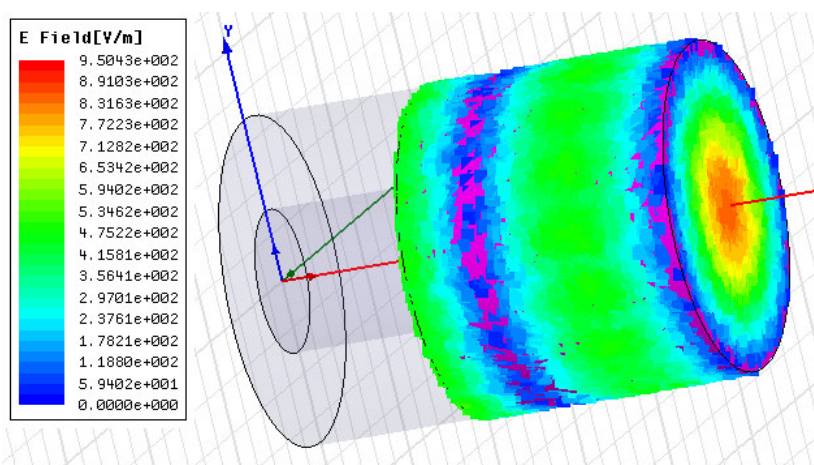 E Field[V/m]
9.5043e+002
8.9103e+002
8.3163e+002
7.7223e+002
7.1282e+002
6.5342e+002
5.9402e+002
5.3462e+002
4.7522e+002
4.1581e+002
3.5641e+002
2.9701e+002
2.3761e+002
1.7821e+002
1.1880e+002
5.9402e+001
0.0000e+000
Y